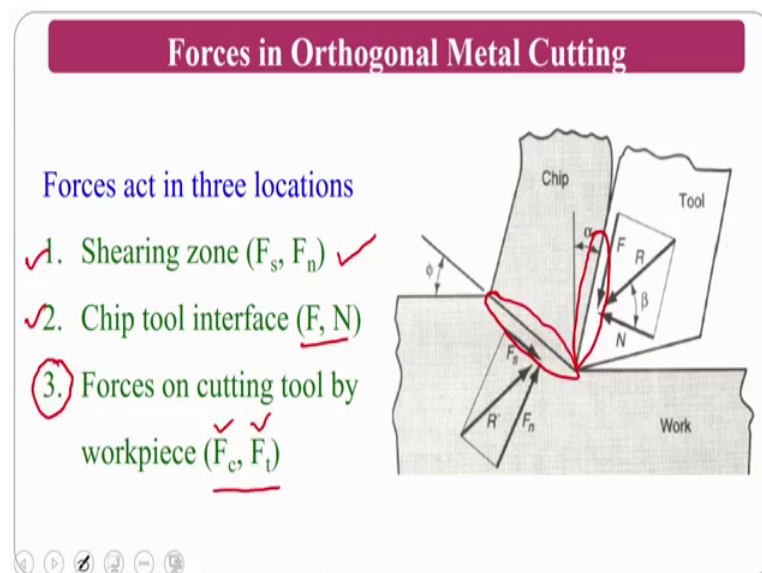 Forces in Orthogonal Metal Cutting
Forces act in three locations
1. Shearing zone (Fs, Fn)
2. Chip tool interface (F, N)
3. Forces on cutting tool by
workpiece (Fc, Ft)
Chip
Tool
α
F
R
ϕ
β
N
Fs
R'
Fn
Work